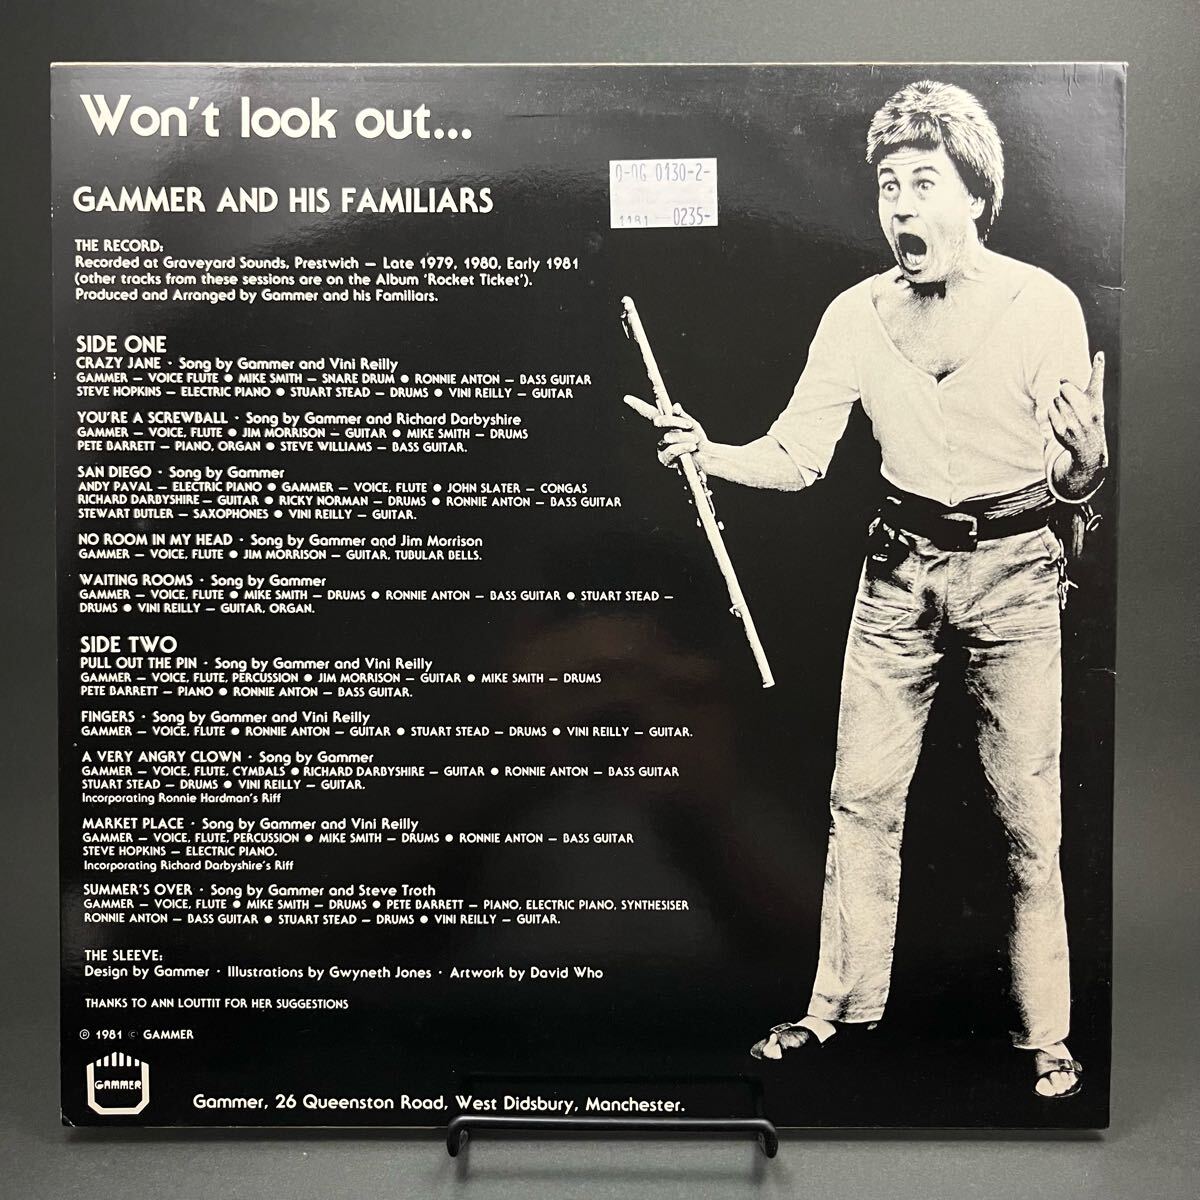 Won't look out...
0-0G 0130-2-
1181 0235-
GAMMER AND HIS FAMILIARS
THE RECORD:
Recorded at Graveyard Sounds, Prestwich – Late 1979, 1980, Early 1981
(other tracks from these sessions are on the Album 'Rocket Ticket').
Produced and Arranged by Gammer and his Familiars.
SIDE ONE
CRAZY JANE · Song by Gammer and Vini Reilly
GAMMER – VOICE FLUTE ● MIKE SMITH – SNARE DRUM ● RONNIE ANTON – BASS GUITAR
STEVE HOPKINS – ELECTRIC PIANO ● STUART STEAD – DRUMS ● VINI REILLY – GUITAR
YOU'RE A SCREWBALL · Song by Gammer and Richard Darbyshire
GAMMER – VOICE, FLUTE ● JIM MORRISON – GUITAR ● MIKE SMITH – DRUMS
PETE BARRETT – PIANO, ORGAN ● STEVE WILLIAMS – BASS GUITAR.
SAN DIEGO · Song by Gammer
ANDY PAVAL – ELECTRIC PIANO ● GAMMER – VOICE, FLUTE ● JOHN SLATER – CONGAS
RICHARD DARBYSHIRE – GUITAR ● RICKY NORMAN – DRUMS ● RONNIE ANTON – BASS GUITAR
STEWART BUTLER – SAXOPHONES ● VINI REILLY – GUITAR.
NO ROOM IN MY HEAD · Song by Gammer and Jim Morrison
GAMMER – VOICE, FLUTE ● JIM MORRISON – GUITAR, TUBULAR BELLS.
WAITING ROOMS · Song by Gammer
GAMMER – VOICE, FLUTE ● MIKE SMITH – DRUMS ● RONNIE ANTON – BASS GUITAR ● STUART STEAD –
DRUMS ● VINI REILLY – GUITAR, ORGAN.
SIDE TWO
PULL OUT THE PIN · Song by Gammer and Vini Reilly
GAMMER – VOICE, FLUTE, PERCUSSION ● JIM MORRISON – GUITAR ● MIKE SMITH – DRUMS
PETE BARRETT – PIANO ● RONNIE ANTON – BASS GUITAR.
FINGERS · Song by Gammer and Vini Reilly
GAMMER – VOICE, FLUTE ● RONNIE ANTON – GUITAR ● STUART STEAD – DRUMS ● VINI REILLY – GUITAR.
A VERY ANGRY CLOWN · Song by Gammer
GAMMER – VOICE, FLUTE, CYMBALS ● RICHARD DARBYSHIRE – GUITAR ● RONNIE ANTON – BASS GUITAR
STUART STEAD – DRUMS ● VINI REILLY – GUITAR.
Incorporating Ronnie Hardman's Riff
MARKET PLACE · Song by Gammer and Vini Reilly
GAMMER – VOICE, FLUTE, PERCUSSION ● MIKE SMITH – DRUMS ● RONNIE ANTON – BASS GUITAR
STEVE HOPKINS – ELECTRIC PIANO.
Incorporating Richard Darbyshire's Riff
SUMMER'S OVER · Song by Gammer and Steve Troth
GAMMER – VOICE, FLUTE ● MIKE SMITH – DRUMS ● PETE BARRETT – PIANO, ELECTRIC PIANO, SYNTHESISER
RONNIE ANTON – BASS GUITAR ● STUART STEAD – DRUMS ● VINI REILLY – GUITAR.
THE SLEEVE:
Design by Gammer · Illustrations by Gwyneth Jones · Artwork by David Who
THANKS TO ANN LOUTTIT FOR HER SUGGESTIONS
℗ 1981 © GAMMER
GAMMER
Gammer, 26 Queenston Road, West Didsbury, Manchester.